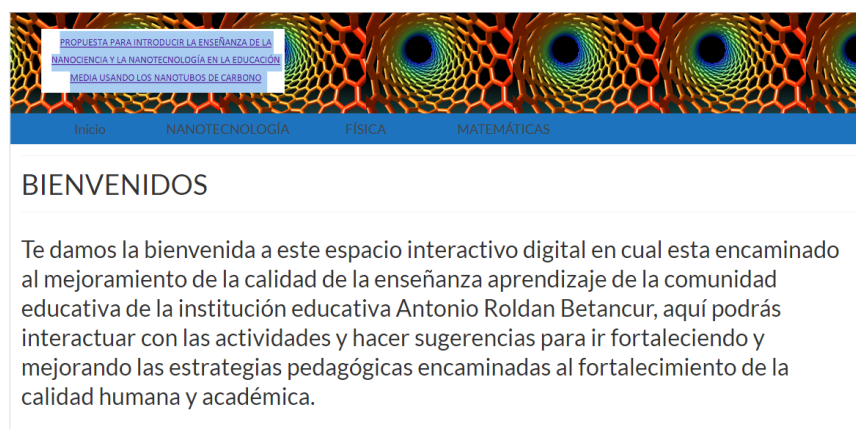 PROPUESTA PARA INTRODUCIR LA ENSEÑANZA DE LA
NANOCIENCIA Y LA NANOTECNOLOGÍA EN LA EDUCACIÓN
MEDIA USANDO LOS NANOTUBOS DE CARBONO
Inicio NANOTECNOLOGÍA FÍSICA MATEMÁTICAS
BIENVENIDOS
Te damos la bienvenida a este espacio interactivo digital en cual esta encaminado
al mejoramiento de la calidad de la enseñanza aprendizaje de la comunidad
educativa de la institución educativa Antonio Roldan Betancur, aquí podrás
interactuar con las actividades y hacer sugerencias para ir fortaleciendo y
mejorando las estrategias pedagógicas encaminadas al fortalecimiento de la
calidad humana y académica.